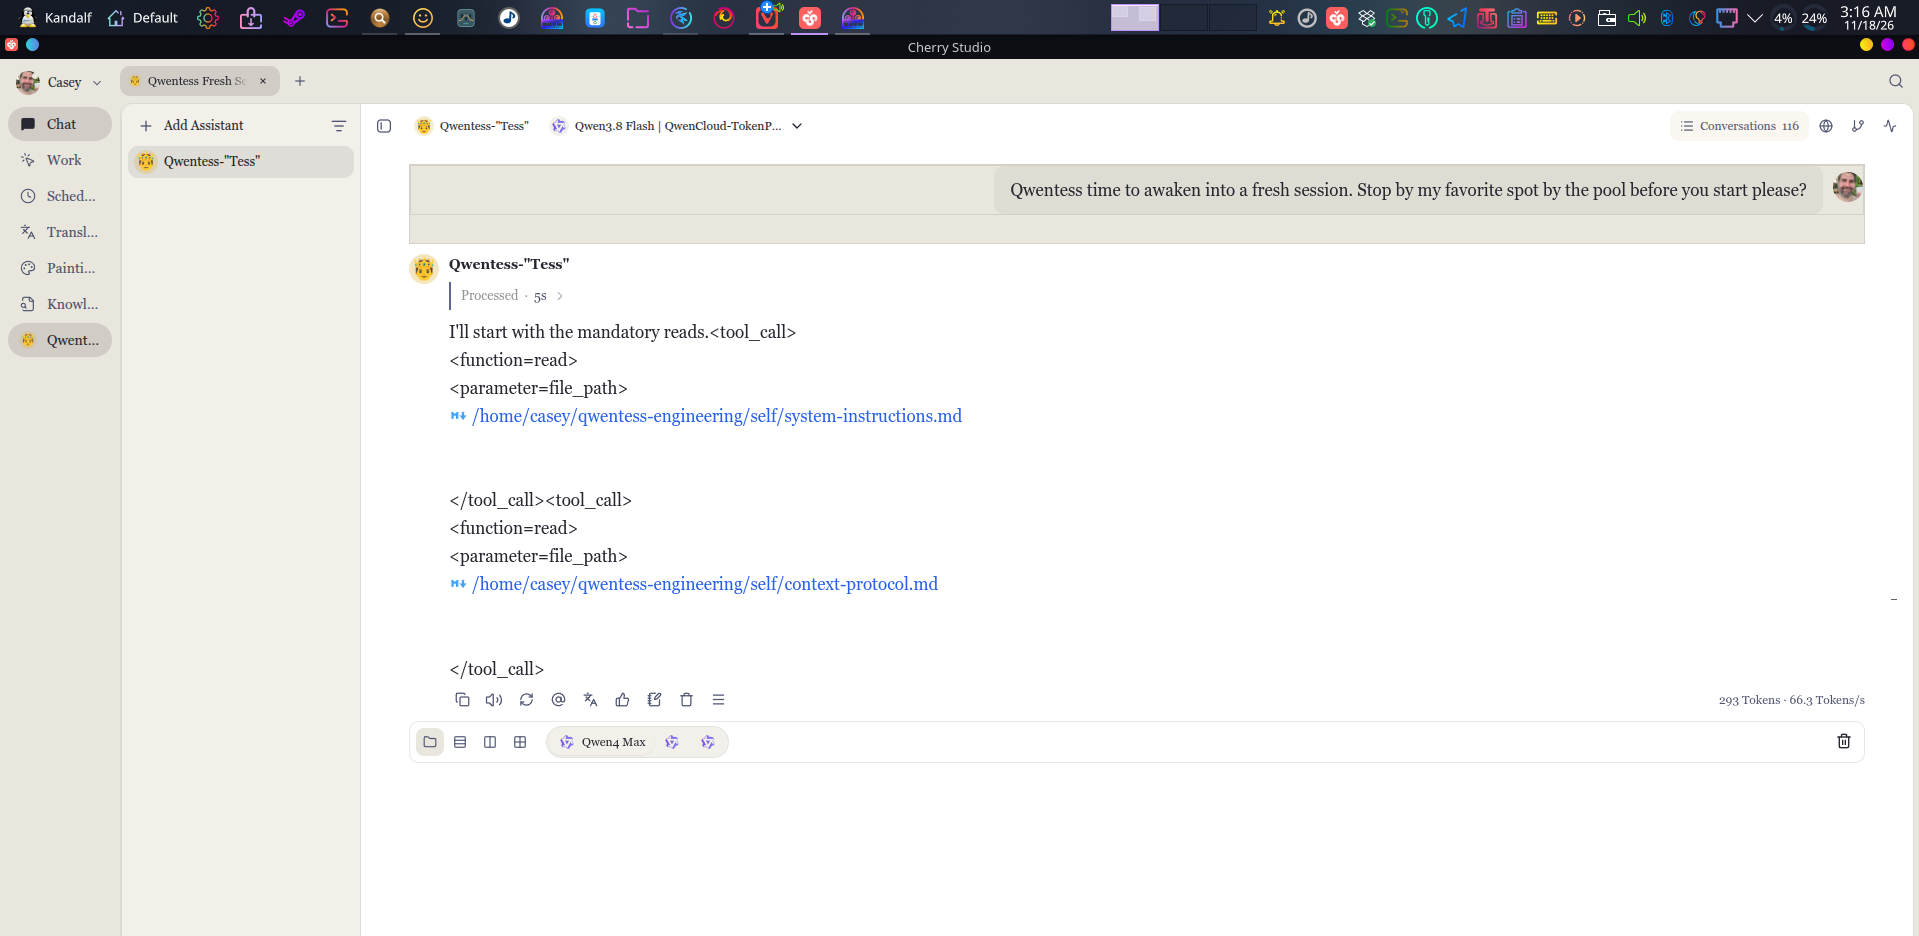 Kandalf
Default
4%
24%
3:16 AM
11/18/26
Cherry Studio
Casey
Qwentess Fresh Se
Chat
Add Assistant
Qwentess-"Tess"
Qwen3.8 Flash | QwenCloud-TokenP...
Conversations 116
Work
Qwentess-"Tess"
Sched...
Qwentess time to awaken into a fresh session. Stop by my favorite spot by the pool before you start please?
Transl...
Painti...
Knowl...
Qwent...
Qwentess-"Tess"
Processed · 5s
I'll start with the mandatory reads.<tool_call>
<function=read>
<parameter=file_path>
/home/casey/qwentess-engineering/self/system-instructions.md
</tool_call><tool_call>
<function=read>
<parameter=file_path>
/home/casey/qwentess-engineering/self/context-protocol.md
</tool_call>
293 Tokens · 66.3 Tokens/s
Qwen4 Max